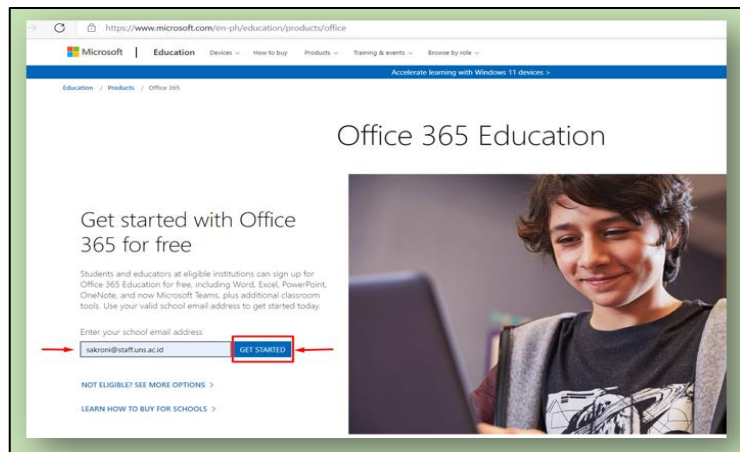 https://www.microsoft.com/en-ph/education/products/office
Microsoft | Education Devices How to buy Products Training & events Browse by role
Accelerate learning with Windows 11 devices >
Education / Products / Office 365
Office 365 Education
Get started with Office
365 for free
Students and educators at eligible institutions can sign up for
Office 365 Education for free, including Word, Excel, PowerPoint,
OneNote, and now Microsoft Teams, plus additional classroom
tools. Use your valid school email address to get started today.
Enter your school email address
sakroni@staff.uns.ac.id GET STARTED
NOT ELIGIBLE? SEE MORE OPTIONS >
LEARN HOW TO BUY FOR SCHOOLS >